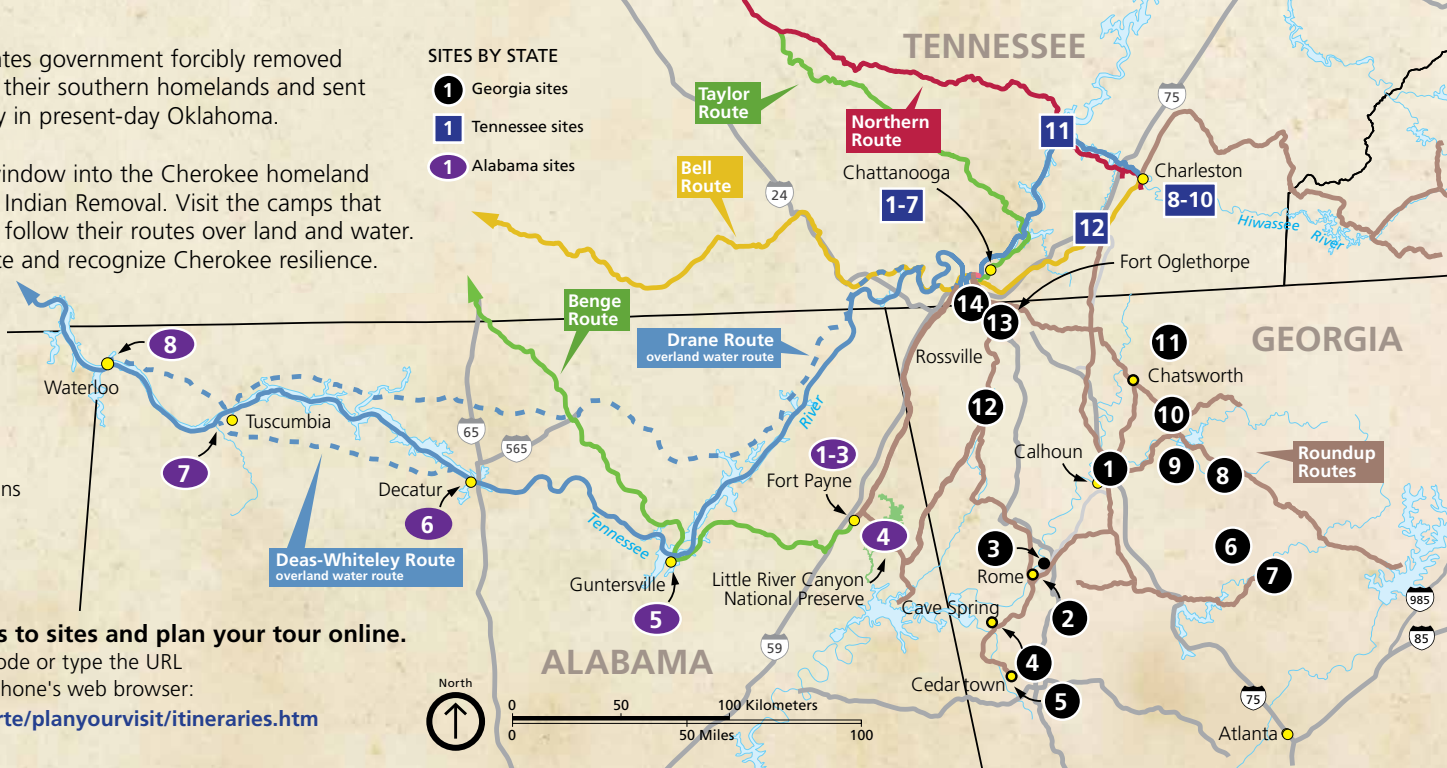 ates government forcibly removed
their southern homelands and sent
in present-day Oklahoma.
indow into the Cherokee homeland
Indian Removal. Visit the camps that
follow their routes over land and water.
e and recognize Cherokee resilience.
SITES BY STATE
1 Georgia sites
1 Tennessee sites
1 Alabama sites
TENNESSEE
Taylor
Route
Northern
Route
Bell
Route
24
75
11
Chattanooga
1-7
Charleston
8-10
12
Hiwassee River
Fort Oglethorpe
14
13
Rossville
GEORGIA
Benge
Route
Drane Route
overland water route
8
Waterloo
Tuscumbia
7
65
565
Decatur
6
Deas-Whiteley Route
overland water route
Tennessee
River
Guntersville
5
1-3
Fort Payne
4
Little River Canyon
National Preserve
11
Chatsworth
12
10
Calhoun
1
9
8
Roundup
Routes
3
Rome
6
7
2
Cave Spring
4
Cedartown
5
985
85
75
Atlanta
59
ALABAMA
ns
s to sites and plan your tour online.
ode or type the URL
hone's web browser:
rte/planyourvisit/itineraries.htm
North
0 50 100 Kilometers
0 50 Miles 100